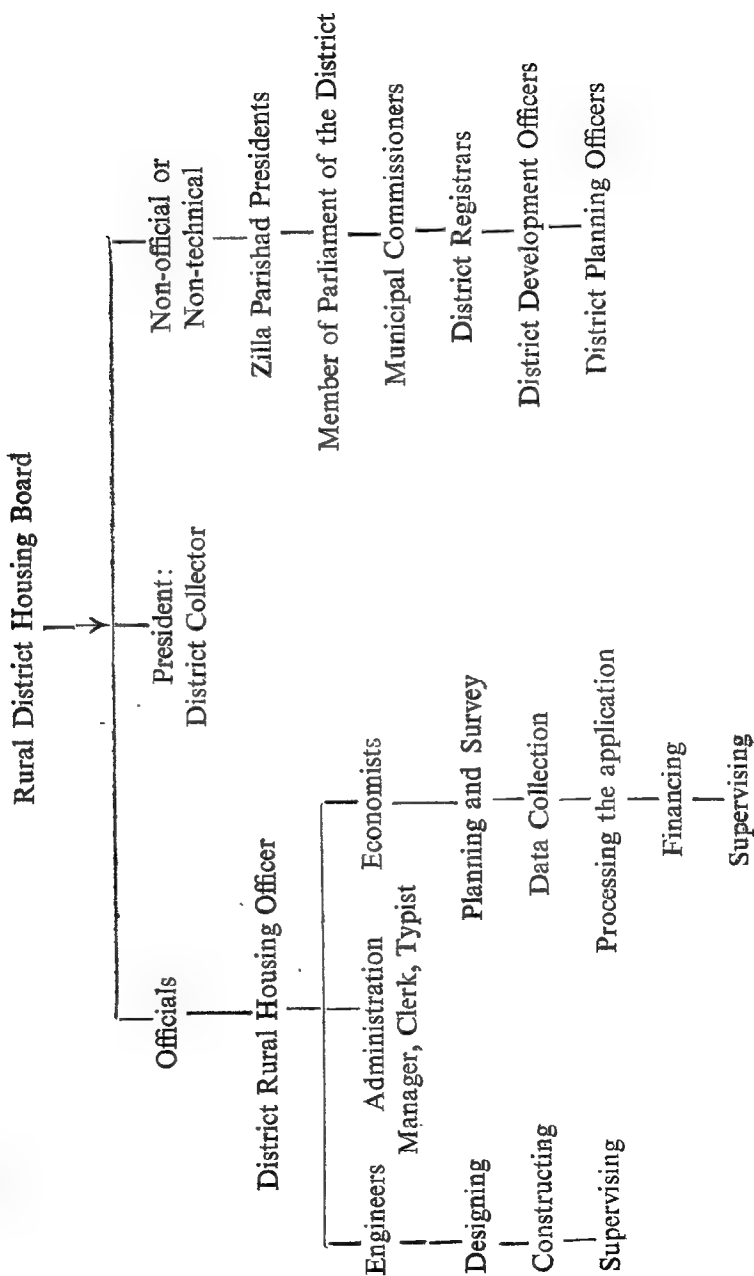 Rural District Housing Board
Officials
President:
District Collector
Non-official or
Non-technical
District Rural Housing Officer
Zilla Parishad Presidents
Member of Parliament of the District
Municipal Commissioners
District Registrars
District Development Officers
District Planning Officers
Engineers
Administration
Manager, Clerk, Typist
Economists
Designing
Constructing
Supervising
Planning and Survey
Data Collection
Processing the application
Financing
Supervising